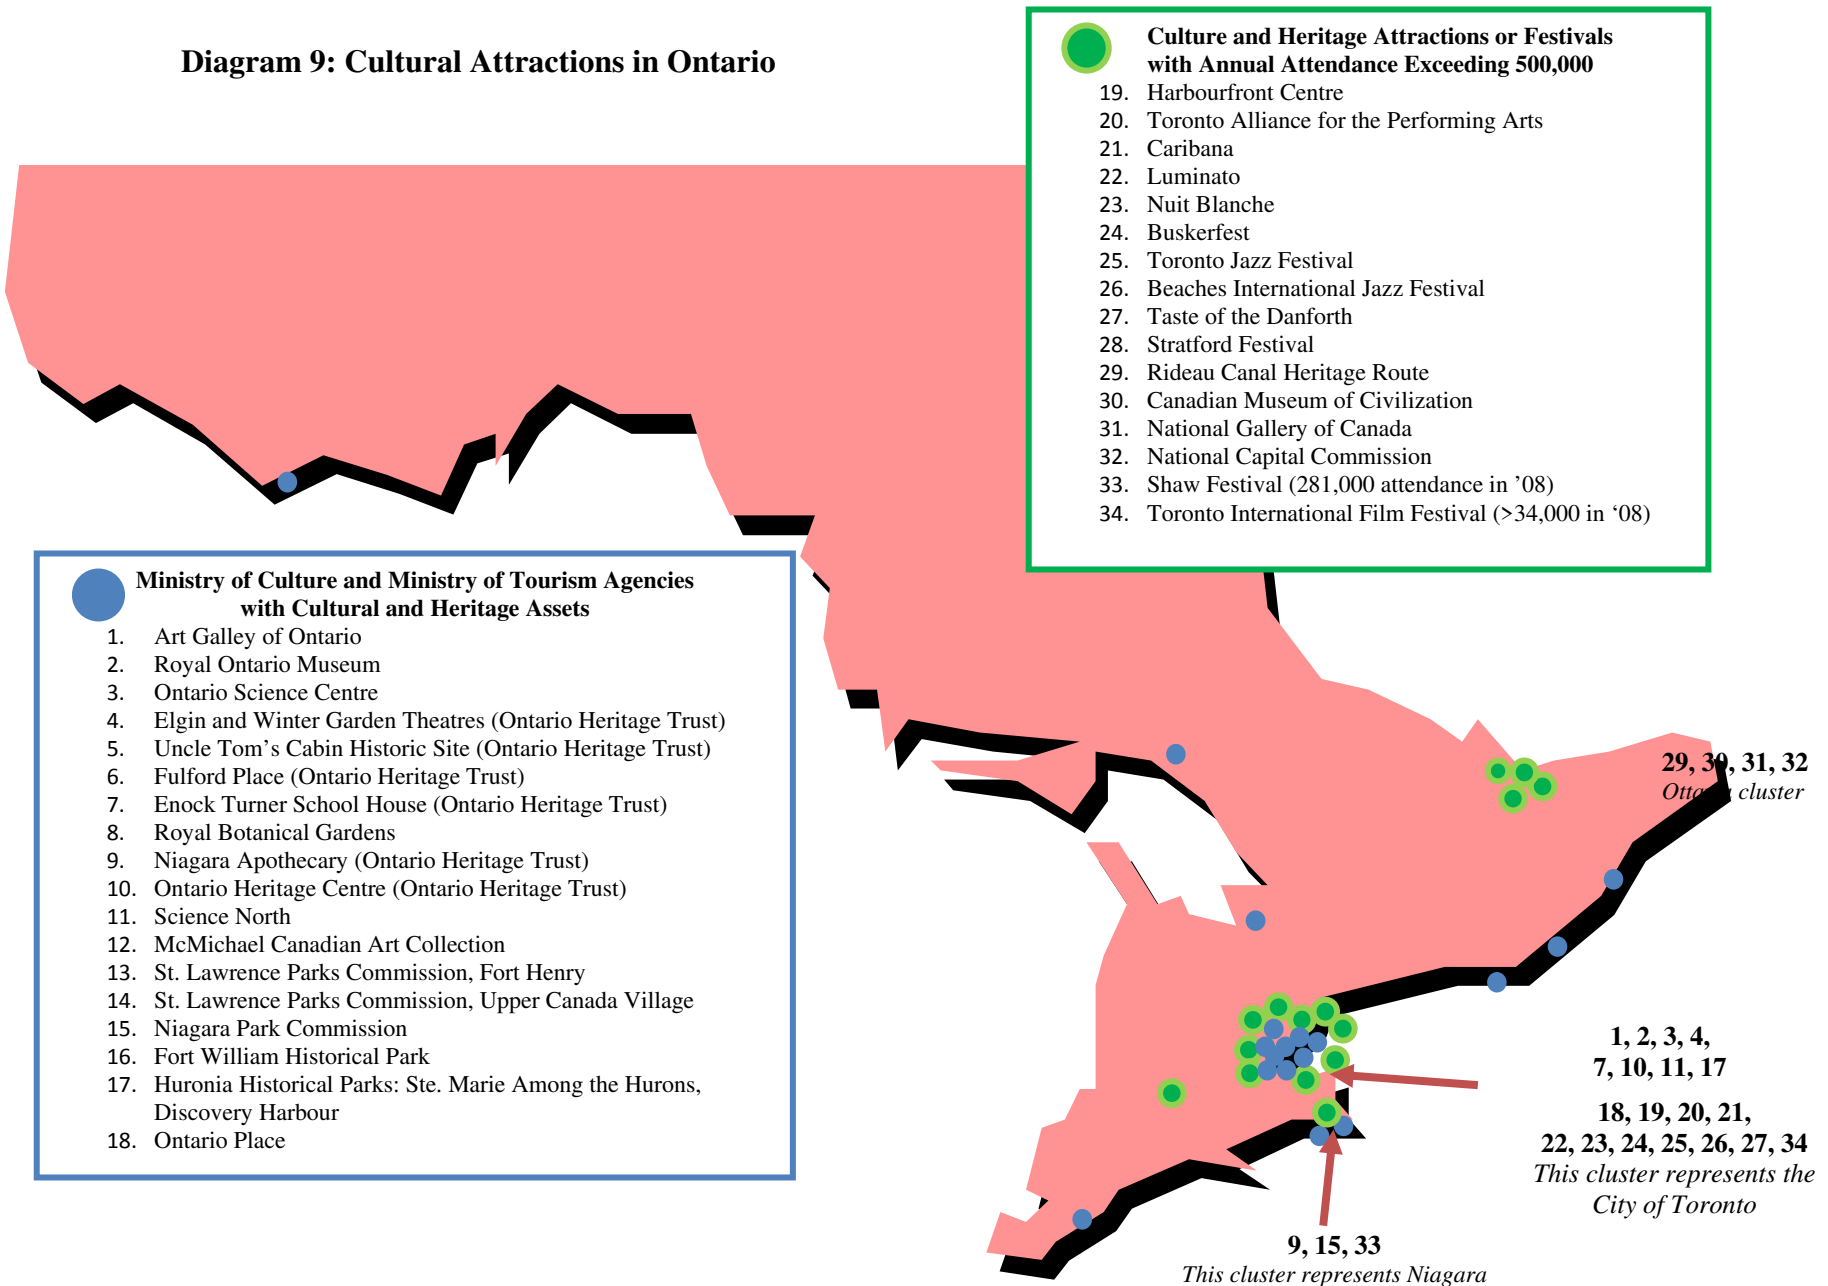 Diagram 9: Cultural Attractions in Ontario
Culture and Heritage Attractions or Festivals
with Annual Attendance Exceeding 500,000
19. Harbourfront Centre
20. Toronto Alliance for the Performing Arts
21. Caribana
22. Luminato
23. Nuit Blanche
24. Buskerfest
25. Toronto Jazz Festival
26. Beaches International Jazz Festival
27. Taste of the Danforth
28. Stratford Festival
29. Rideau Canal Heritage Route
30. Canadian Museum of Civilization
31. National Gallery of Canada
32. National Capital Commission
33. Shaw Festival (281,000 attendance in ’08)
34. Toronto International Film Festival (>34,000 in ‘08)
Ministry of Culture and Ministry of Tourism Agencies
with Cultural and Heritage Assets
1. Art Galley of Ontario
2. Royal Ontario Museum
3. Ontario Science Centre
4. Elgin and Winter Garden Theatres (Ontario Heritage Trust)
5. Uncle Tom’s Cabin Historic Site (Ontario Heritage Trust)
6. Fulford Place (Ontario Heritage Trust)
7. Enock Turner School House (Ontario Heritage Trust)
8. Royal Botanical Gardens
9. Niagara Apothecary (Ontario Heritage Trust)
10. Ontario Heritage Centre (Ontario Heritage Trust)
11. Science North
12. McMichael Canadian Art Collection
13. St. Lawrence Parks Commission, Fort Henry
14. St. Lawrence Parks Commission, Upper Canada Village
15. Niagara Park Commission
16. Fort William Historical Park
17. Huronia Historical Parks: Ste. Marie Among the Hurons,
Discovery Harbour
18. Ontario Place
29, 30, 31, 32
Ottawa cluster
1, 2, 3, 4,
7, 10, 11, 17
18, 19, 20, 21,
22, 23, 24, 25, 26, 27, 34
This cluster represents the
City of Toronto
9, 15, 33
This cluster represents Niagara